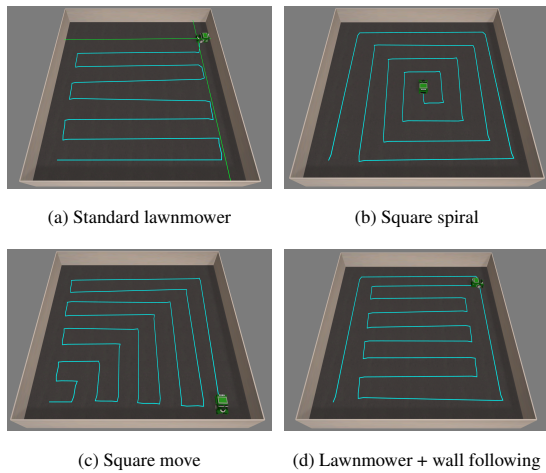 (a) Standard lawnmower
(b) Square spiral
(c) Square move
(d) Lawnmower + wall following